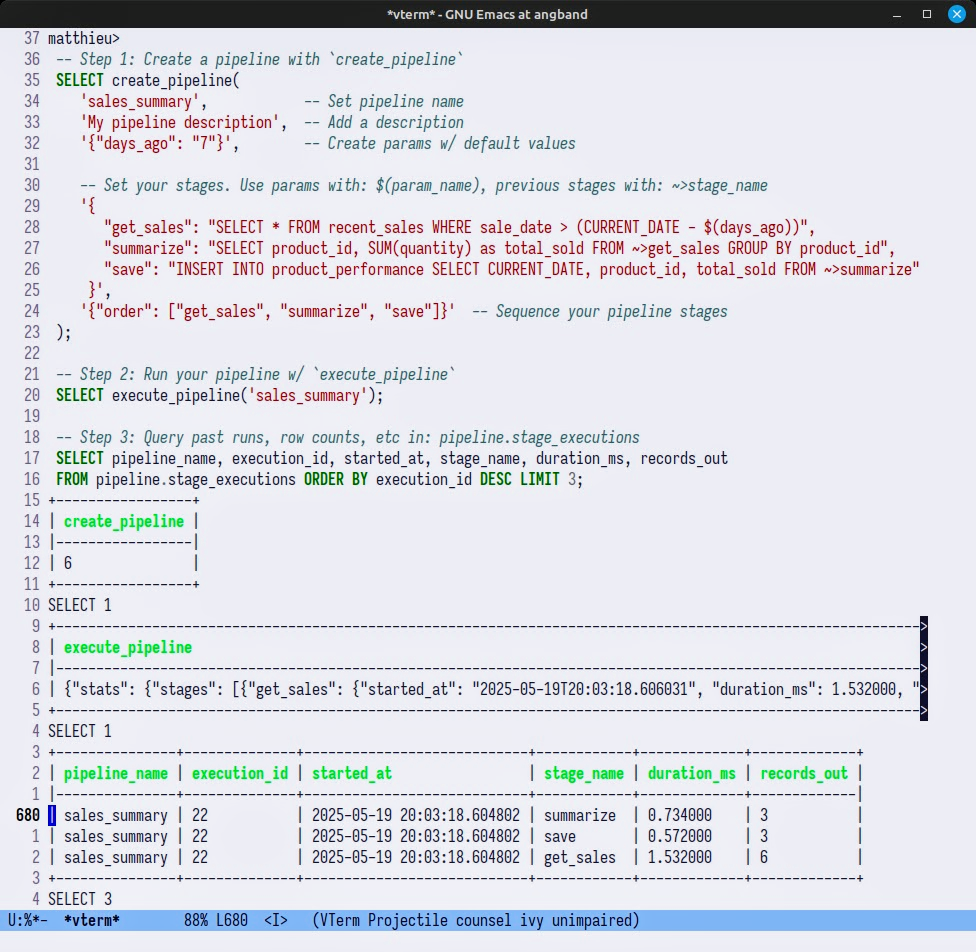 *vterm* - GNU Emacs at angband
37 matthieu>
36 -- Step 1: Create a pipeline with `create_pipeline`
35 SELECT create_pipeline(
34 'sales_summary', -- Set pipeline name
33 'My pipeline description', -- Add a description
32 '{"days_ago": "7"}', -- Create params w/ default values
31
30 -- Set your stages. Use params with: $(param_name), previous stages with: ~>stage_name
29 '{
28 "get_sales": "SELECT * FROM recent_sales WHERE sale_date > (CURRENT_DATE - $(days_ago))",
27 "summarize": "SELECT product_id, SUM(quantity) as total_sold FROM ~>get_sales GROUP BY product_id",
26 "save": "INSERT INTO product_performance SELECT CURRENT_DATE, product_id, total_sold FROM ~>summarize"
25 }',
24 '{"order": ["get_sales", "summarize", "save"]}' -- Sequence your pipeline stages
23 );
22
21 -- Step 2: Run your pipeline w/ `execute_pipeline`
20 SELECT execute_pipeline('sales_summary');
19
18 -- Step 3: Query past runs, row counts, etc in: pipeline.stage_executions
17 SELECT pipeline_name, execution_id, started_at, stage_name, duration_ms, records_out
16 FROM pipeline.stage_executions ORDER BY execution_id DESC LIMIT 3;
15 +-----------------+
14 | create_pipeline |
13 |-----------------|
12 | 6 |
11 +-----------------+
10 SELECT 1
9 +------------------------------------------------------------------------------------------------------------>
8 | execute_pipeline >
7 |------------------------------------------------------------------------------------------------------------>
6 | {"stats": {"stages": [{"get_sales": {"started_at": "2025-05-19T20:03:18.606031", "duration_ms": 1.532000, ">
5 +------------------------------------------------------------------------------------------------------------>
4 SELECT 1
3 +---------------+--------------+----------------------------+------------+-------------+-------------+
2 | pipeline_name | execution_id | started_at | stage_name | duration_ms | records_out |
1 |---------------+--------------+----------------------------+------------+-------------+-------------|
680 | sales_summary | 22 | 2025-05-19 20:03:18.604802 | summarize | 0.734000 | 3 |
1 | sales_summary | 22 | 2025-05-19 20:03:18.604802 | save | 0.572000 | 3 |
2 | sales_summary | 22 | 2025-05-19 20:03:18.604802 | get_sales | 1.532000 | 6 |
3 +---------------+--------------+----------------------------+------------+-------------+-------------+
4 SELECT 3
U:%*- *vterm* 88% L680 <I> (VTerm Projectile counsel ivy unimpaired)